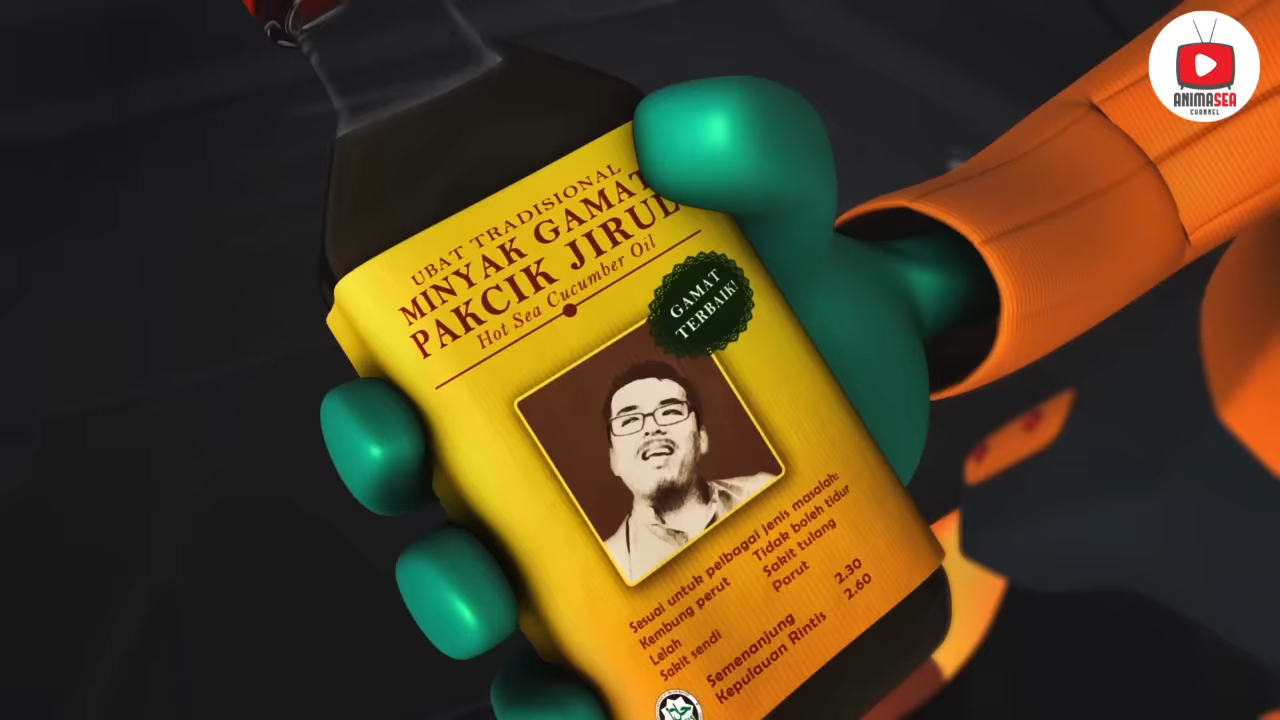 ANIMASEA
CHANNEL
UBAT TRADISIONAL
MINYAK GAMAT
PAKCIK JIRUL
Hot Sea Cucumber Oil
GAMAT
TERBAIK!
Sesuai untuk pelbagai jenis masalah:
Kembung perut Tidak boleh tidur
Lelah Sakit tulang
Sakit sendi Parut
Semenanjung 2.30
Kepulauan Rintis 2.60